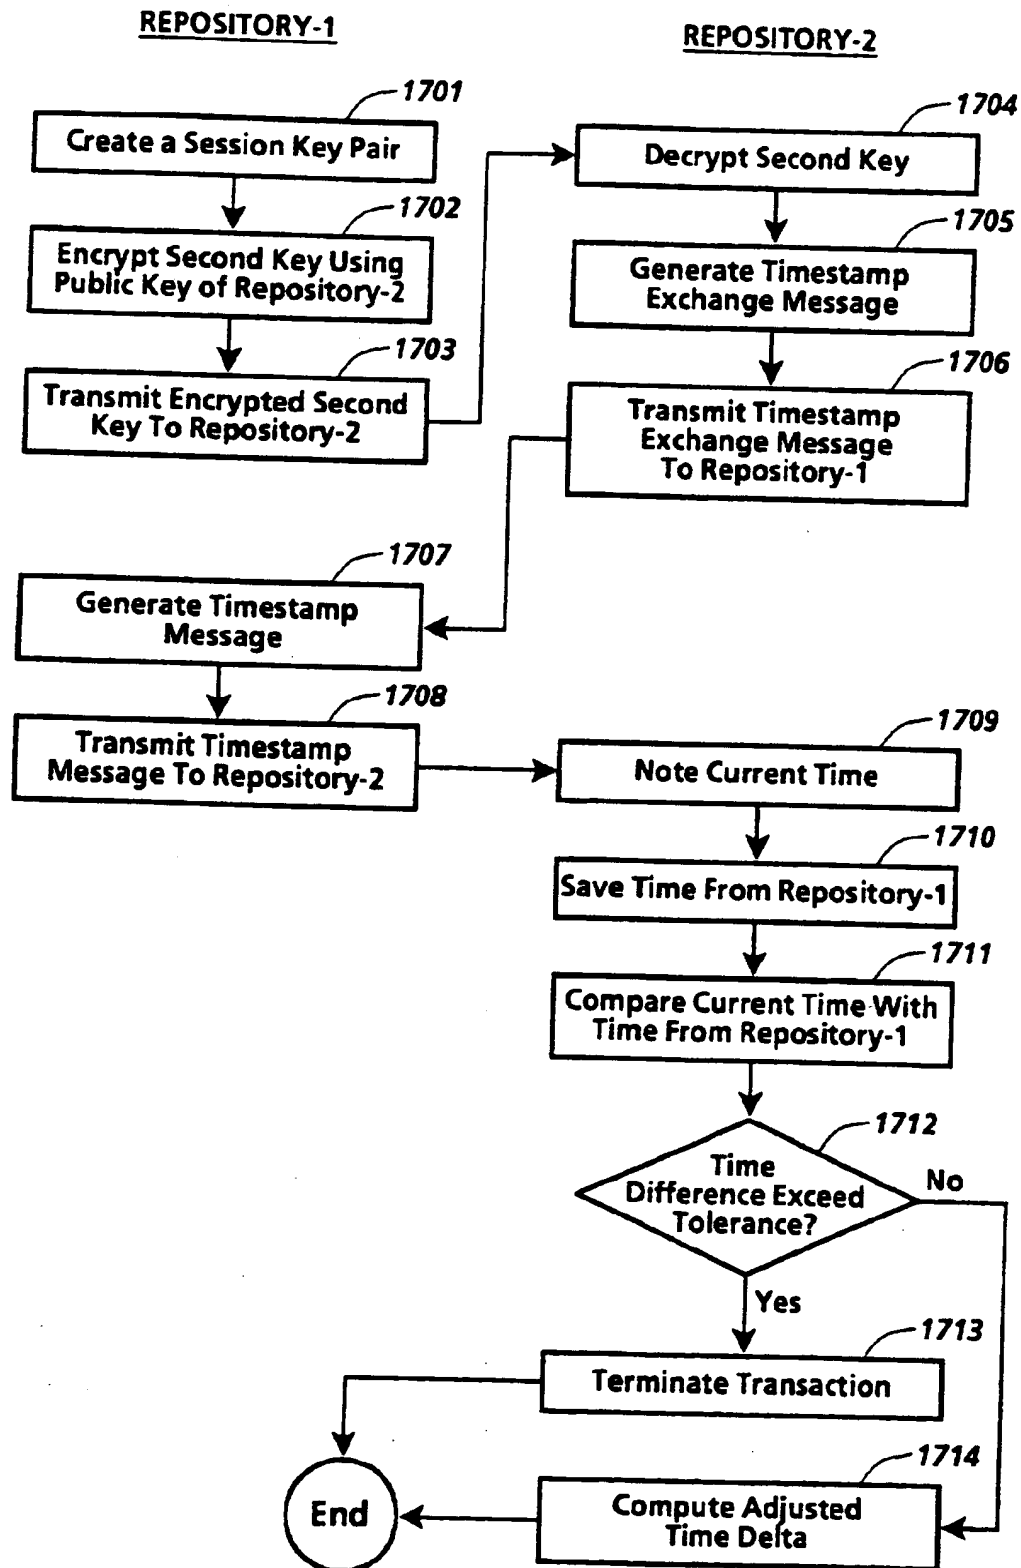 REPOSITORY-1
REPOSITORY-2
1701
Create a Session Key Pair
1702
Encrypt Second Key Using
Public Key of Repository-2
1703
Transmit Encrypted Second
Key To Repository-2
1704
Decrypt Second Key
1705
Generate Timestamp
Exchange Message
1706
Transmit Timestamp
Exchange Message
To Repository-1
1707
Generate Timestamp
Message
1708
Transmit Timestamp
Message To Repository-2
1709
Note Current Time
1710
Save Time From Repository-1
1711
Compare Current Time With
Time From Repository-1
1712
Time
Difference Exceed
Tolerance?
No
Yes
1713
Terminate Transaction
1714
Compute Adjusted
Time Delta
End